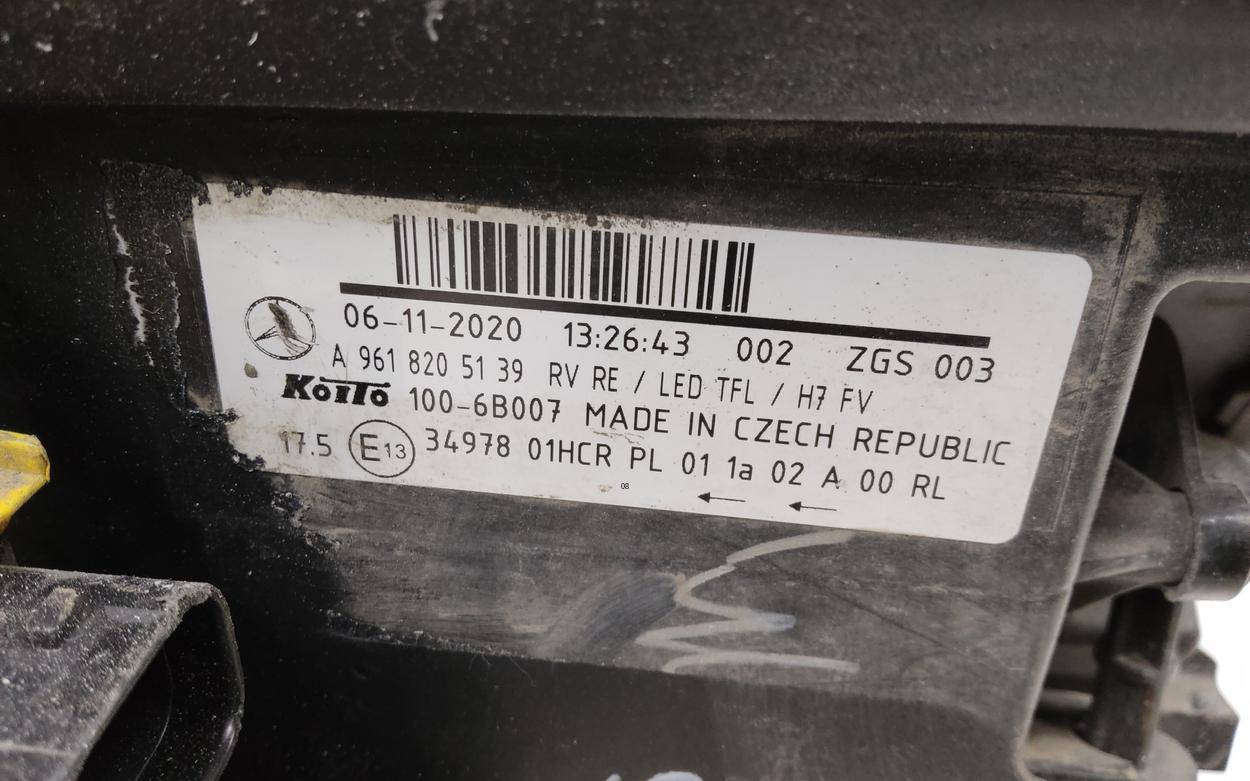 06-11-2020 13:26:43 002 ZGS 003
A 961 820 51 39 RV RE / LED TFL / H7 FV
KOITO 100-6B007 MADE IN CZECH REPUBLIC
17.5 E13 34978 01HCR PL 01 1a 02 A 00 RL
08 ← ←